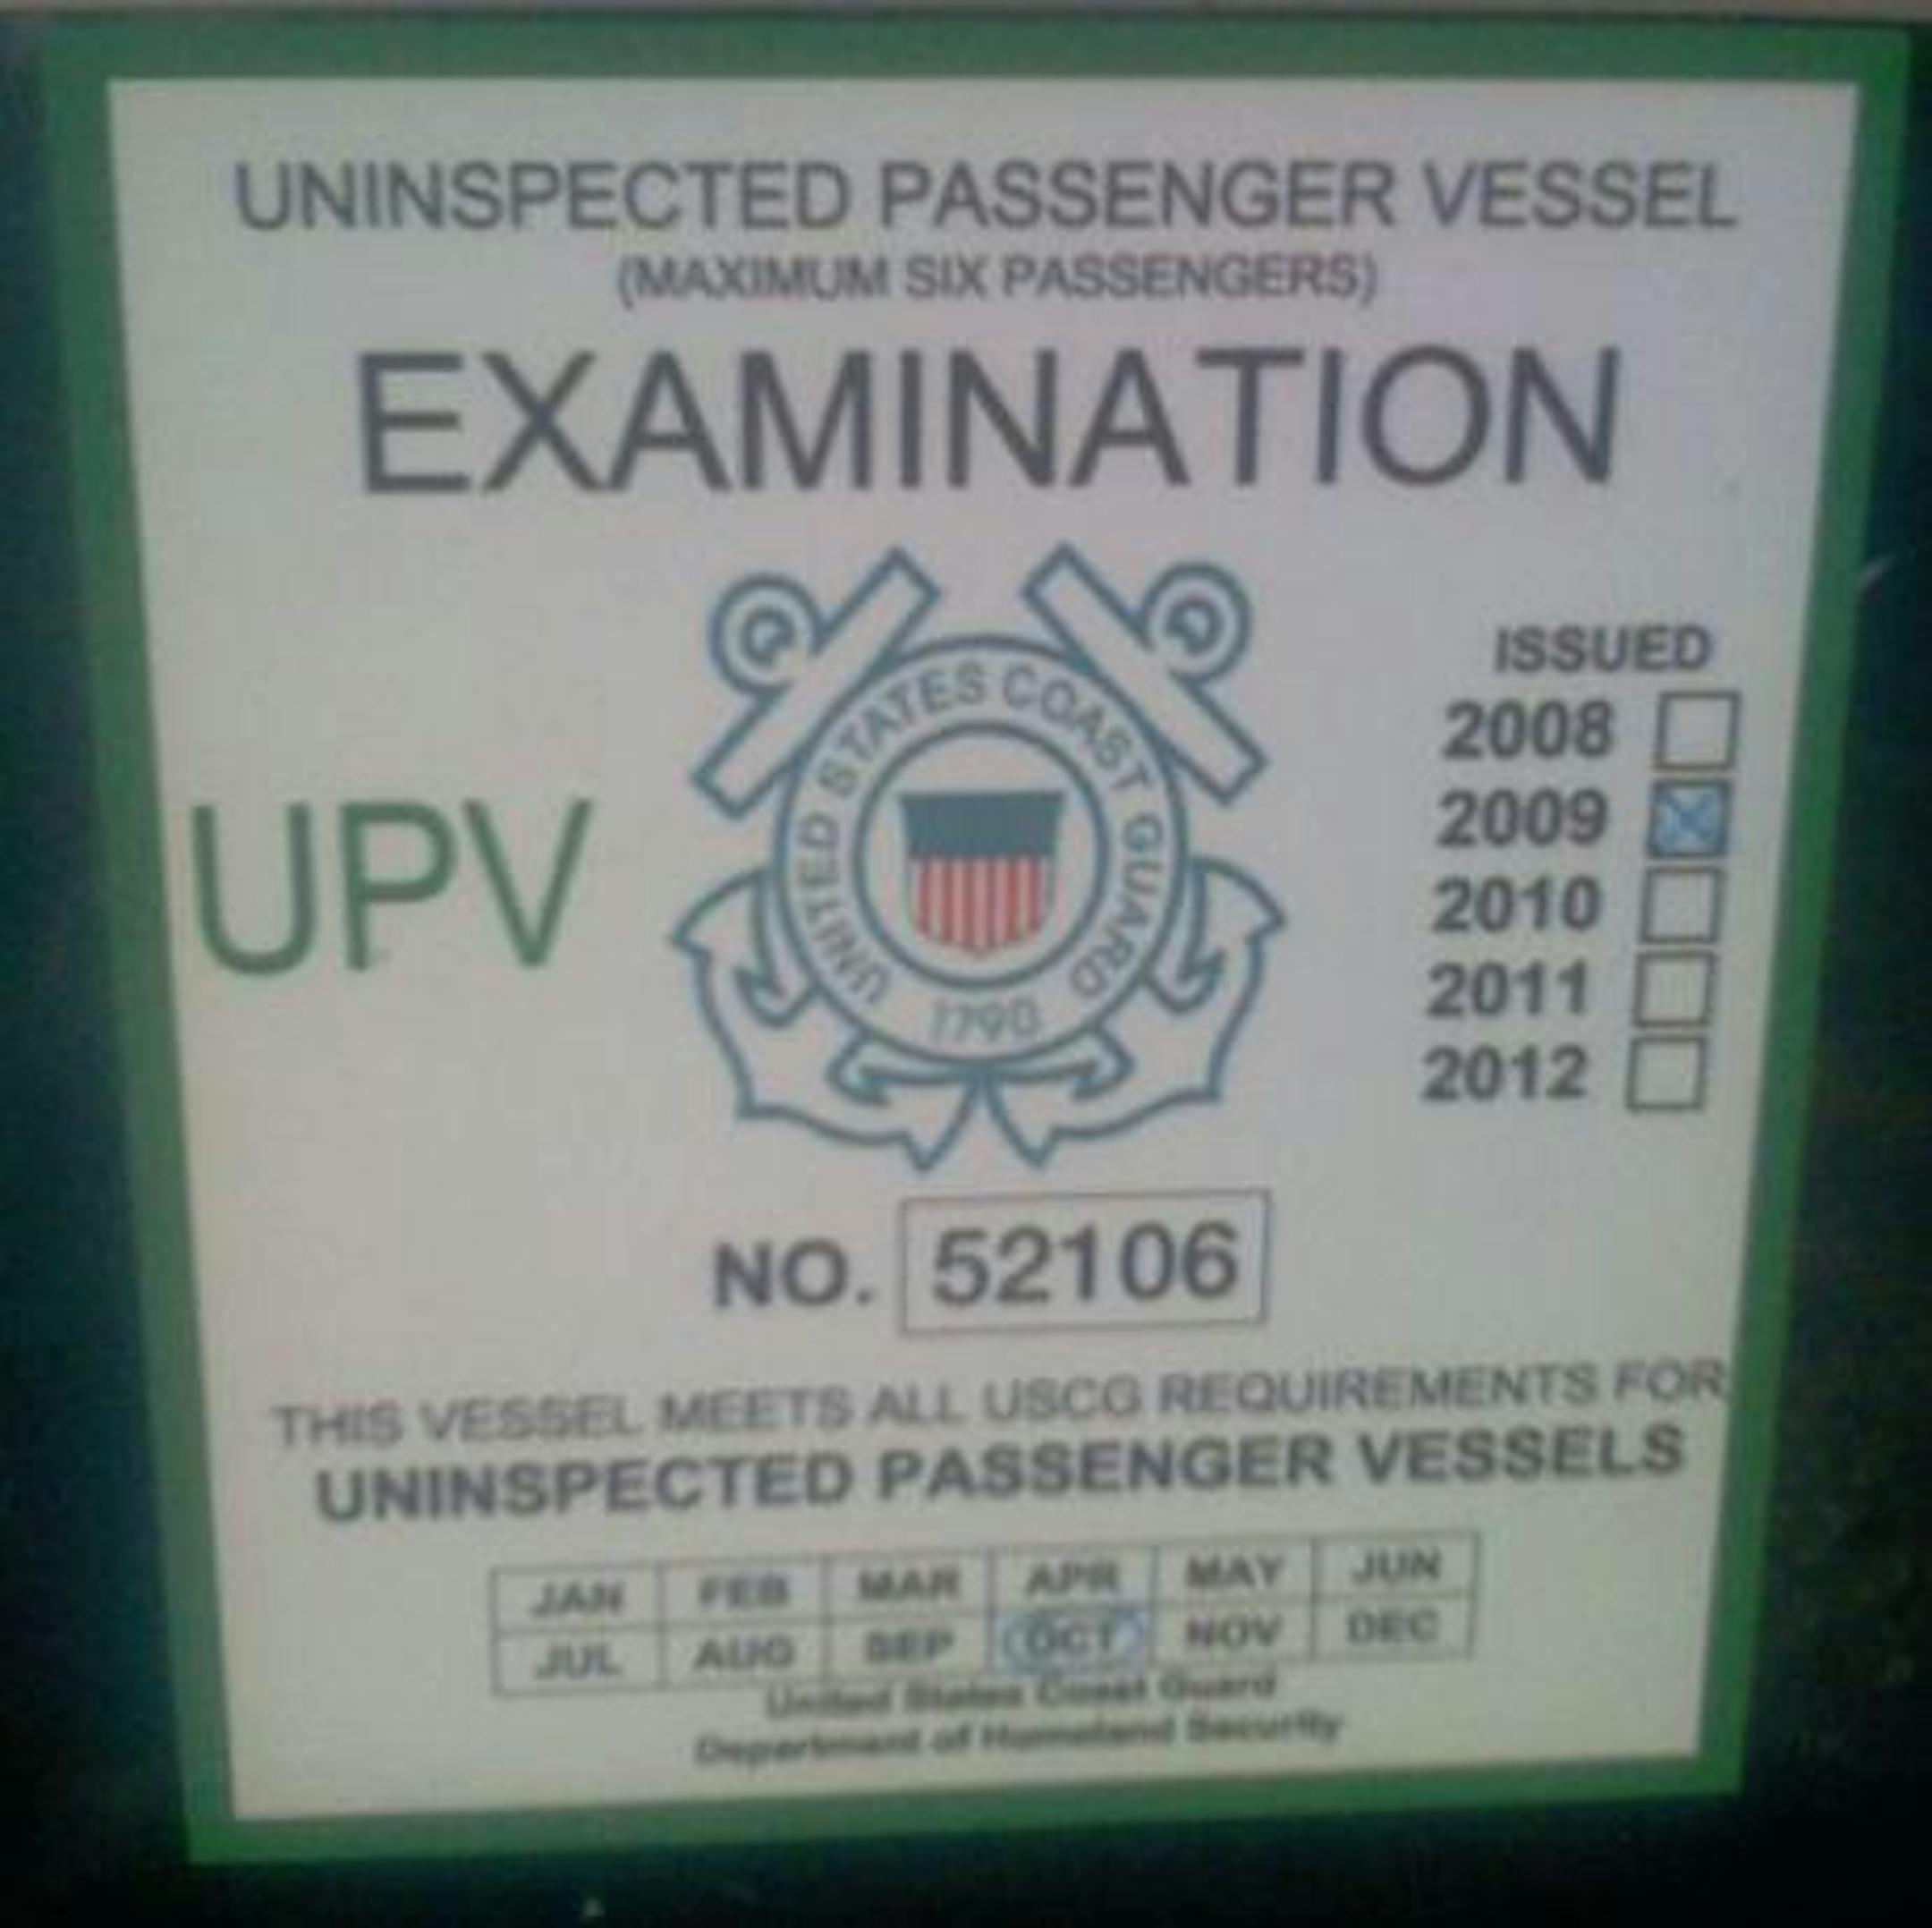 UNINSPECTED PASSENGER VESSEL
(MAXIMUM SIX PASSENGERS)
EXAMINATION
UPV
UNITED STATES COAST GUARD
1790
ISSUED
2008
2009
2010
2011
2012
NO. 52106
THIS VESSEL MEETS ALL USCG REQUIREMENTS FOR
UNINSPECTED PASSENGER VESSELS
JAN FEB MAR APR MAY JUN
JUL AUG SEP OCT NOV DEC
United States Coast Guard
Department of Homeland Security